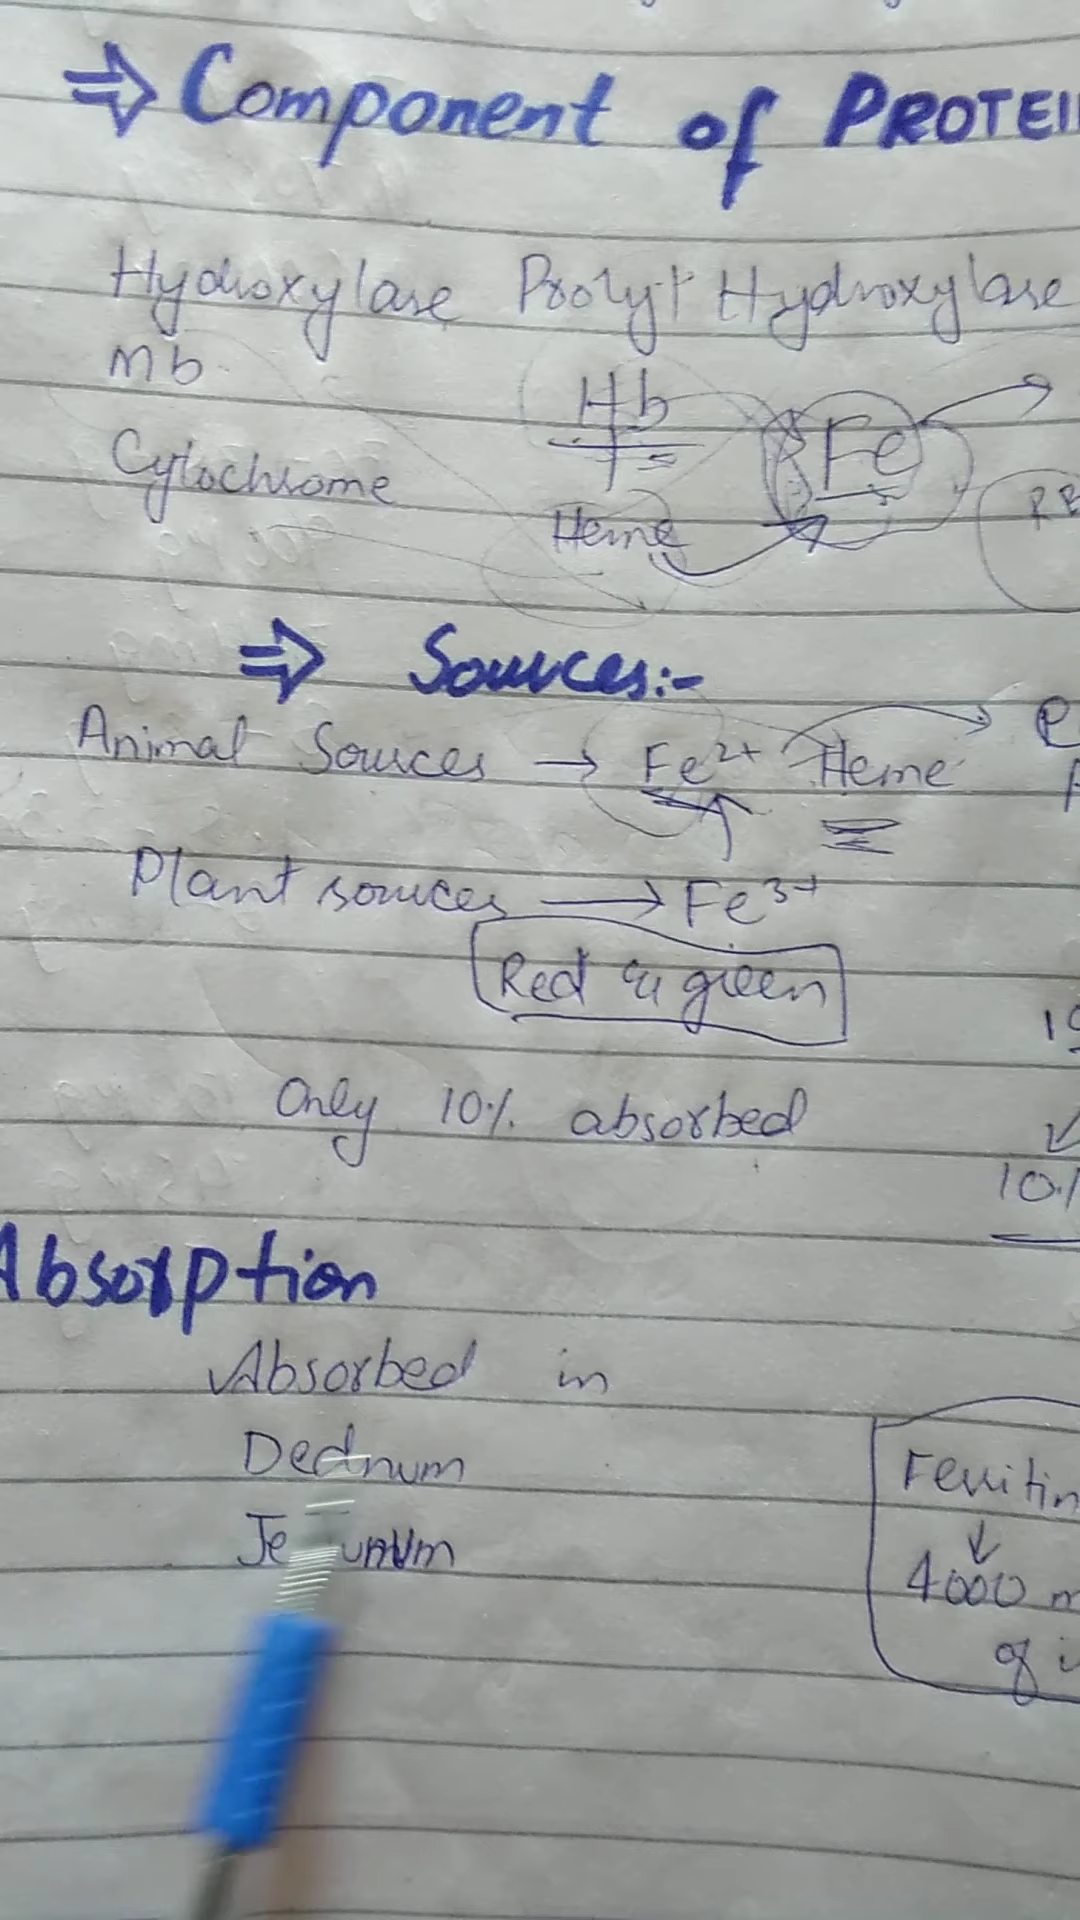 ⇒ Component of PROTEI
Hydroxylase Prolyl Hydroxylase
Mb
Hb
Fe →
Cytochrome
Heme
⇒ Sources:-
Animal Sources → Fe2+ Heme
Plant sources → Fe3+
Red & green
Only 10% absorbed
10%
Absorption
Absorbed in
Dednum
Ferritin
↓
4000 m
of i